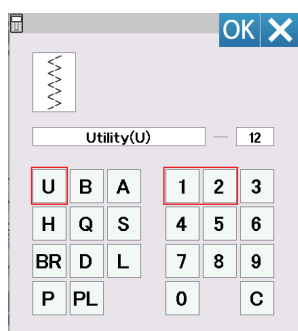 OK X
Utility(U) — 12
U B A 1 2 3
H Q S 4 5 6
BR D L 7 8 9
P PL 0 C